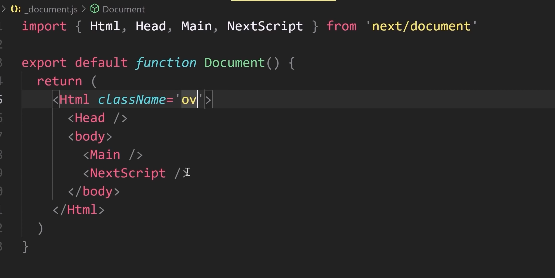 _document.js > Document
import { Html, Head, Main, NextScript } from 'next/document'
export default function Document() {
return (
<Html className='ov'>
<Head />
<body>
<Main />
<NextScript />
</body>
</Html>
)
}